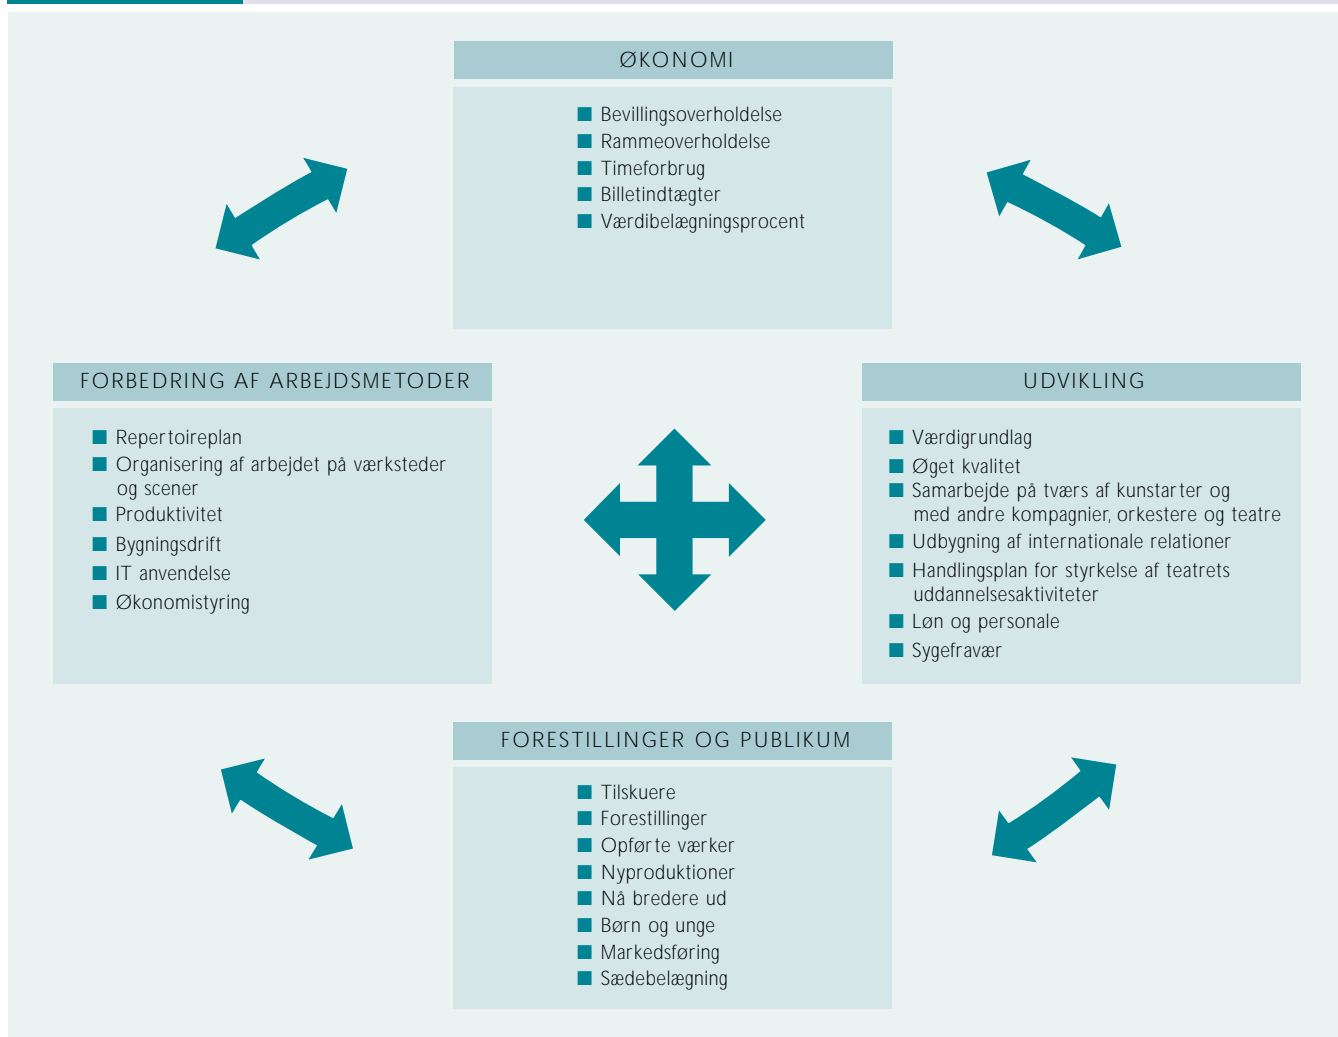 ØKONOMI
Bevillingsoverholdelse
Rammeoverholdelse
Timeforbrug
Billetindtægter
Værdibelægningsprocent
FORBEDRING AF ARBEJDSMETODER
Repertoireplan
Organisering af arbejdet på værksteder
og scener
Produktivitet
Bygningsdrift
IT anvendelse
Økonomistyring
UDVIKLING
Værdigrundlag
Øget kvalitet
Samarbejde på tværs af kunstarter og
med andre kompagnier, orkestere og teatre
Udbygning af internationale relationer
Handlingsplan for styrkelse af teatrets
uddannelsesaktiviteter
Løn og personale
Sygefravær
FORESTILLINGER OG PUBLIKUM
Tilskuere
Forestillinger
Opførte værker
Nyproduktioner
Nå bredere ud
Børn og unge
Markedsføring
Sædebelægning